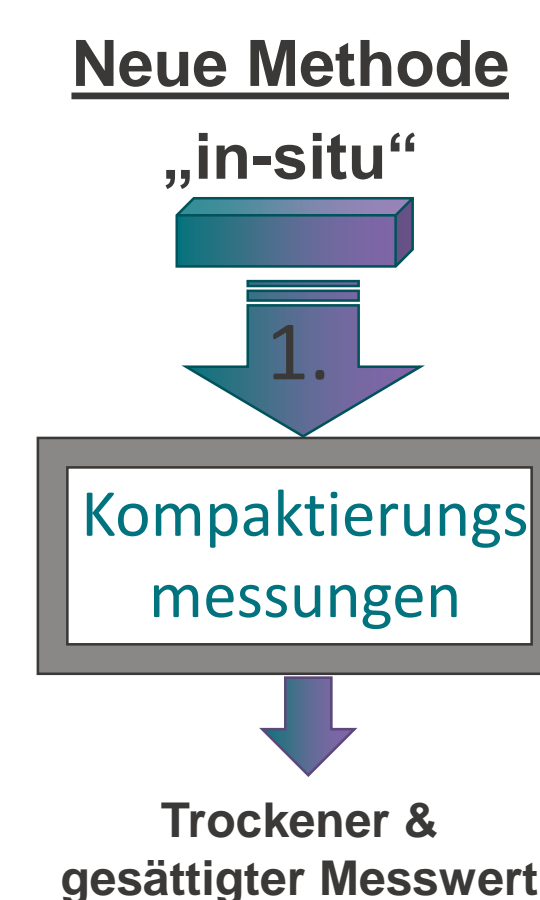 Neue Methode
„in-situ“
1.
Kompaktierungs
messungen
Trockener &
gesättigter Messwert